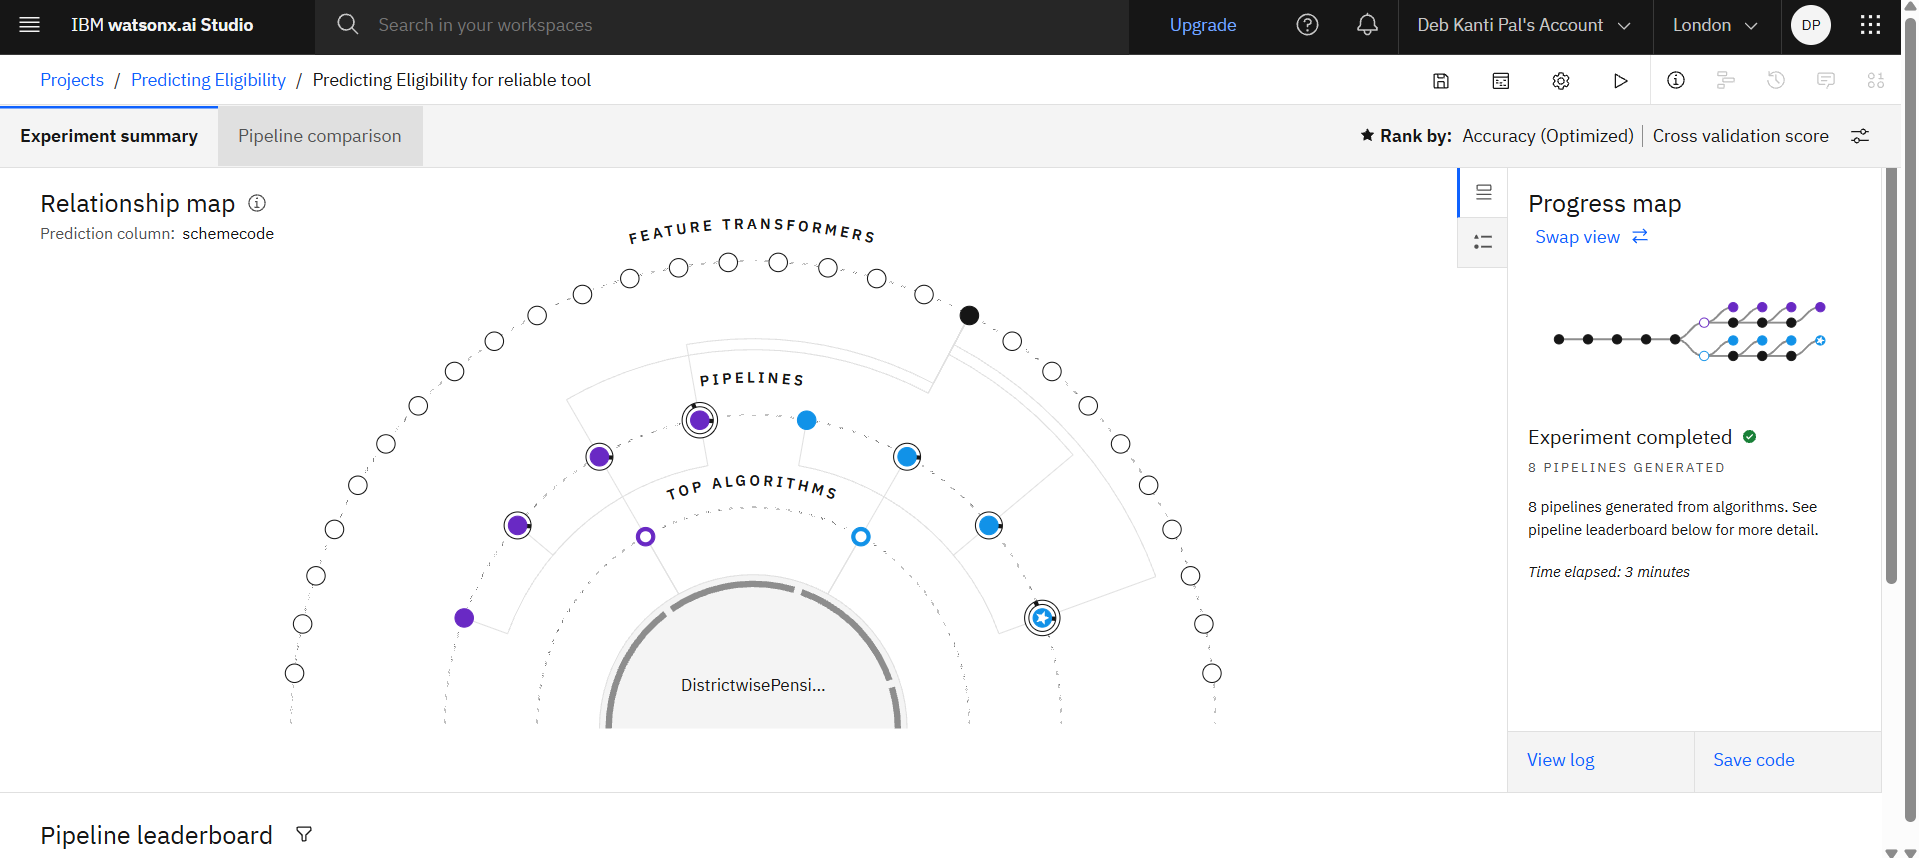 IBM watsonx.ai Studio
Search in your workspaces
Upgrade
Deb Kanti Pal's Account
London
DP
Projects / Predicting Eligibility / Predicting Eligibility for reliable tool
Experiment summary
Pipeline comparison
Rank by: Accuracy (Optimized) | Cross validation score
Relationship map
Prediction column: schemecode
FEATURE TRANSFORMERS
PIPELINES
TOP ALGORITHMS
DistrictwisePensi...
Progress map
Swap view
Experiment completed
8 PIPELINES GENERATED
8 pipelines generated from algorithms. See
pipeline leaderboard below for more detail.
Time elapsed: 3 minutes
View log
Save code
Pipeline leaderboard